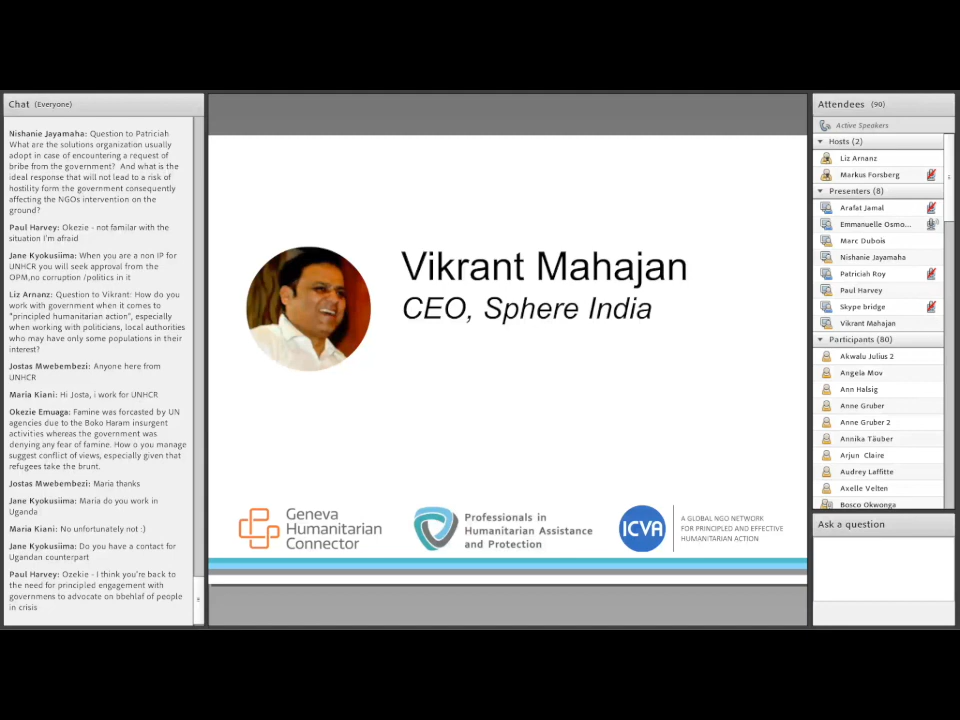 Chat (Everyone)
Nishanie Jayamaha: Question to Patriciah
What are the solutions organization usually
adopt in case of encountering a request of
bribe from the government?  And what is the
ideal response that will not lead to a risk of
hostility form the government consequently
affecting the NGOs intervention on the
ground?
Paul Harvey: Okezie - not familar with the
situation I'm afraid
Jane Kyokusiima: When you are a non IP for
UNHCR you will seek approval from the
OPM,no corruption /politics in it
Liz Arnanz: Question to Vikrant: How do you
work with government when it comes to
"principled humanitarian action", especially
when working with politicians, local authorities
who may have only some populations in their
interest?
Jostas Mwebembezi: Anyone here from
UNHCR
Maria Kiani: Hi Josta, i work for UNHCR
Okezie Emuaga: Famine was forcasted by UN
agencies due to the Boko Haram insurgent
activities whereas the government was
denying any fear of famine. How o you manage
suggest conflict of views, especially given that
refugees take the brunt.
Jostas Mwebembezi: Maria thanks
Jane Kyokusiima: Maria do you work in
Ugande
Maria Kiani: No unfortunately not :)
Jane Kyokusiima: Do you have a contact for
Ugandan counterpart
Paul Harvey: Ozekie - I think you're back to
the need for principled engagement with
governmens to advocate on bbehlaf of people
in crisis
Vikrant Mahajan
CEO, Sphere India
Geneva
Humanitarian
Connector
Professionals in
Humanitarian Assistance
and Protection
ICVA
A GLOBAL NGO NETWORK
FOR PRINCIPLED AND EFFECTIVE
HUMANITARIAN ACTION
Attendees (90)
Active Speakers
Hosts (2)
Liz Arnanz
Markus Forsberg
Presenters (8)
Arafat Jamal
Emmanuelle Osmo...
Marc Dubois
Nishanie Jayamaha
Patriciah Roy
Paul Harvey
Skype bridge
Vikrant Mahajan
Participants (80)
Akwalu Julius 2
Angela Mov
Ann Halsig
Anne Gruber
Anne Gruber 2
Annika Täuber
Arjun Claire
Audrey Laffitte
Axelle Velten
Bosco Okwonga
Ask a question